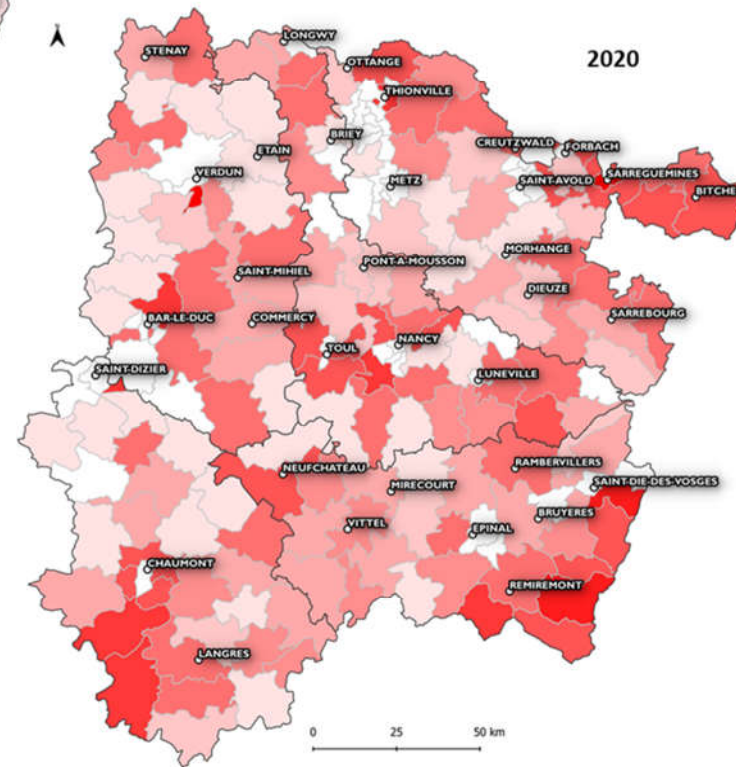 LONGWY
STENAY
2020
OTTANGE
THIONVILLE
BRIEY
CREUTZWALD
FORBACH
ETAIN
VERDUN
METZ
SAINT-AVOLD
SARREGUEMINES
BITCHE
MORHANGE
PONT-A-MOUSSON
SAINT-MIHIEL
DIEUZE
BAR-LE-DUC
COMMERCY
SARREBOURG
NANCY
TOUL
SAINT-DIZIER
LUNEVILLE
NEUFCHATEAU
RAMBERVILLERS
MIRECOURT
SAINT-DIE-DES-VOSGES
VITTEL
EPINAL
BRUYERES
CHAUMONT
REMIREMONT
LANGRES
0 25 50 km